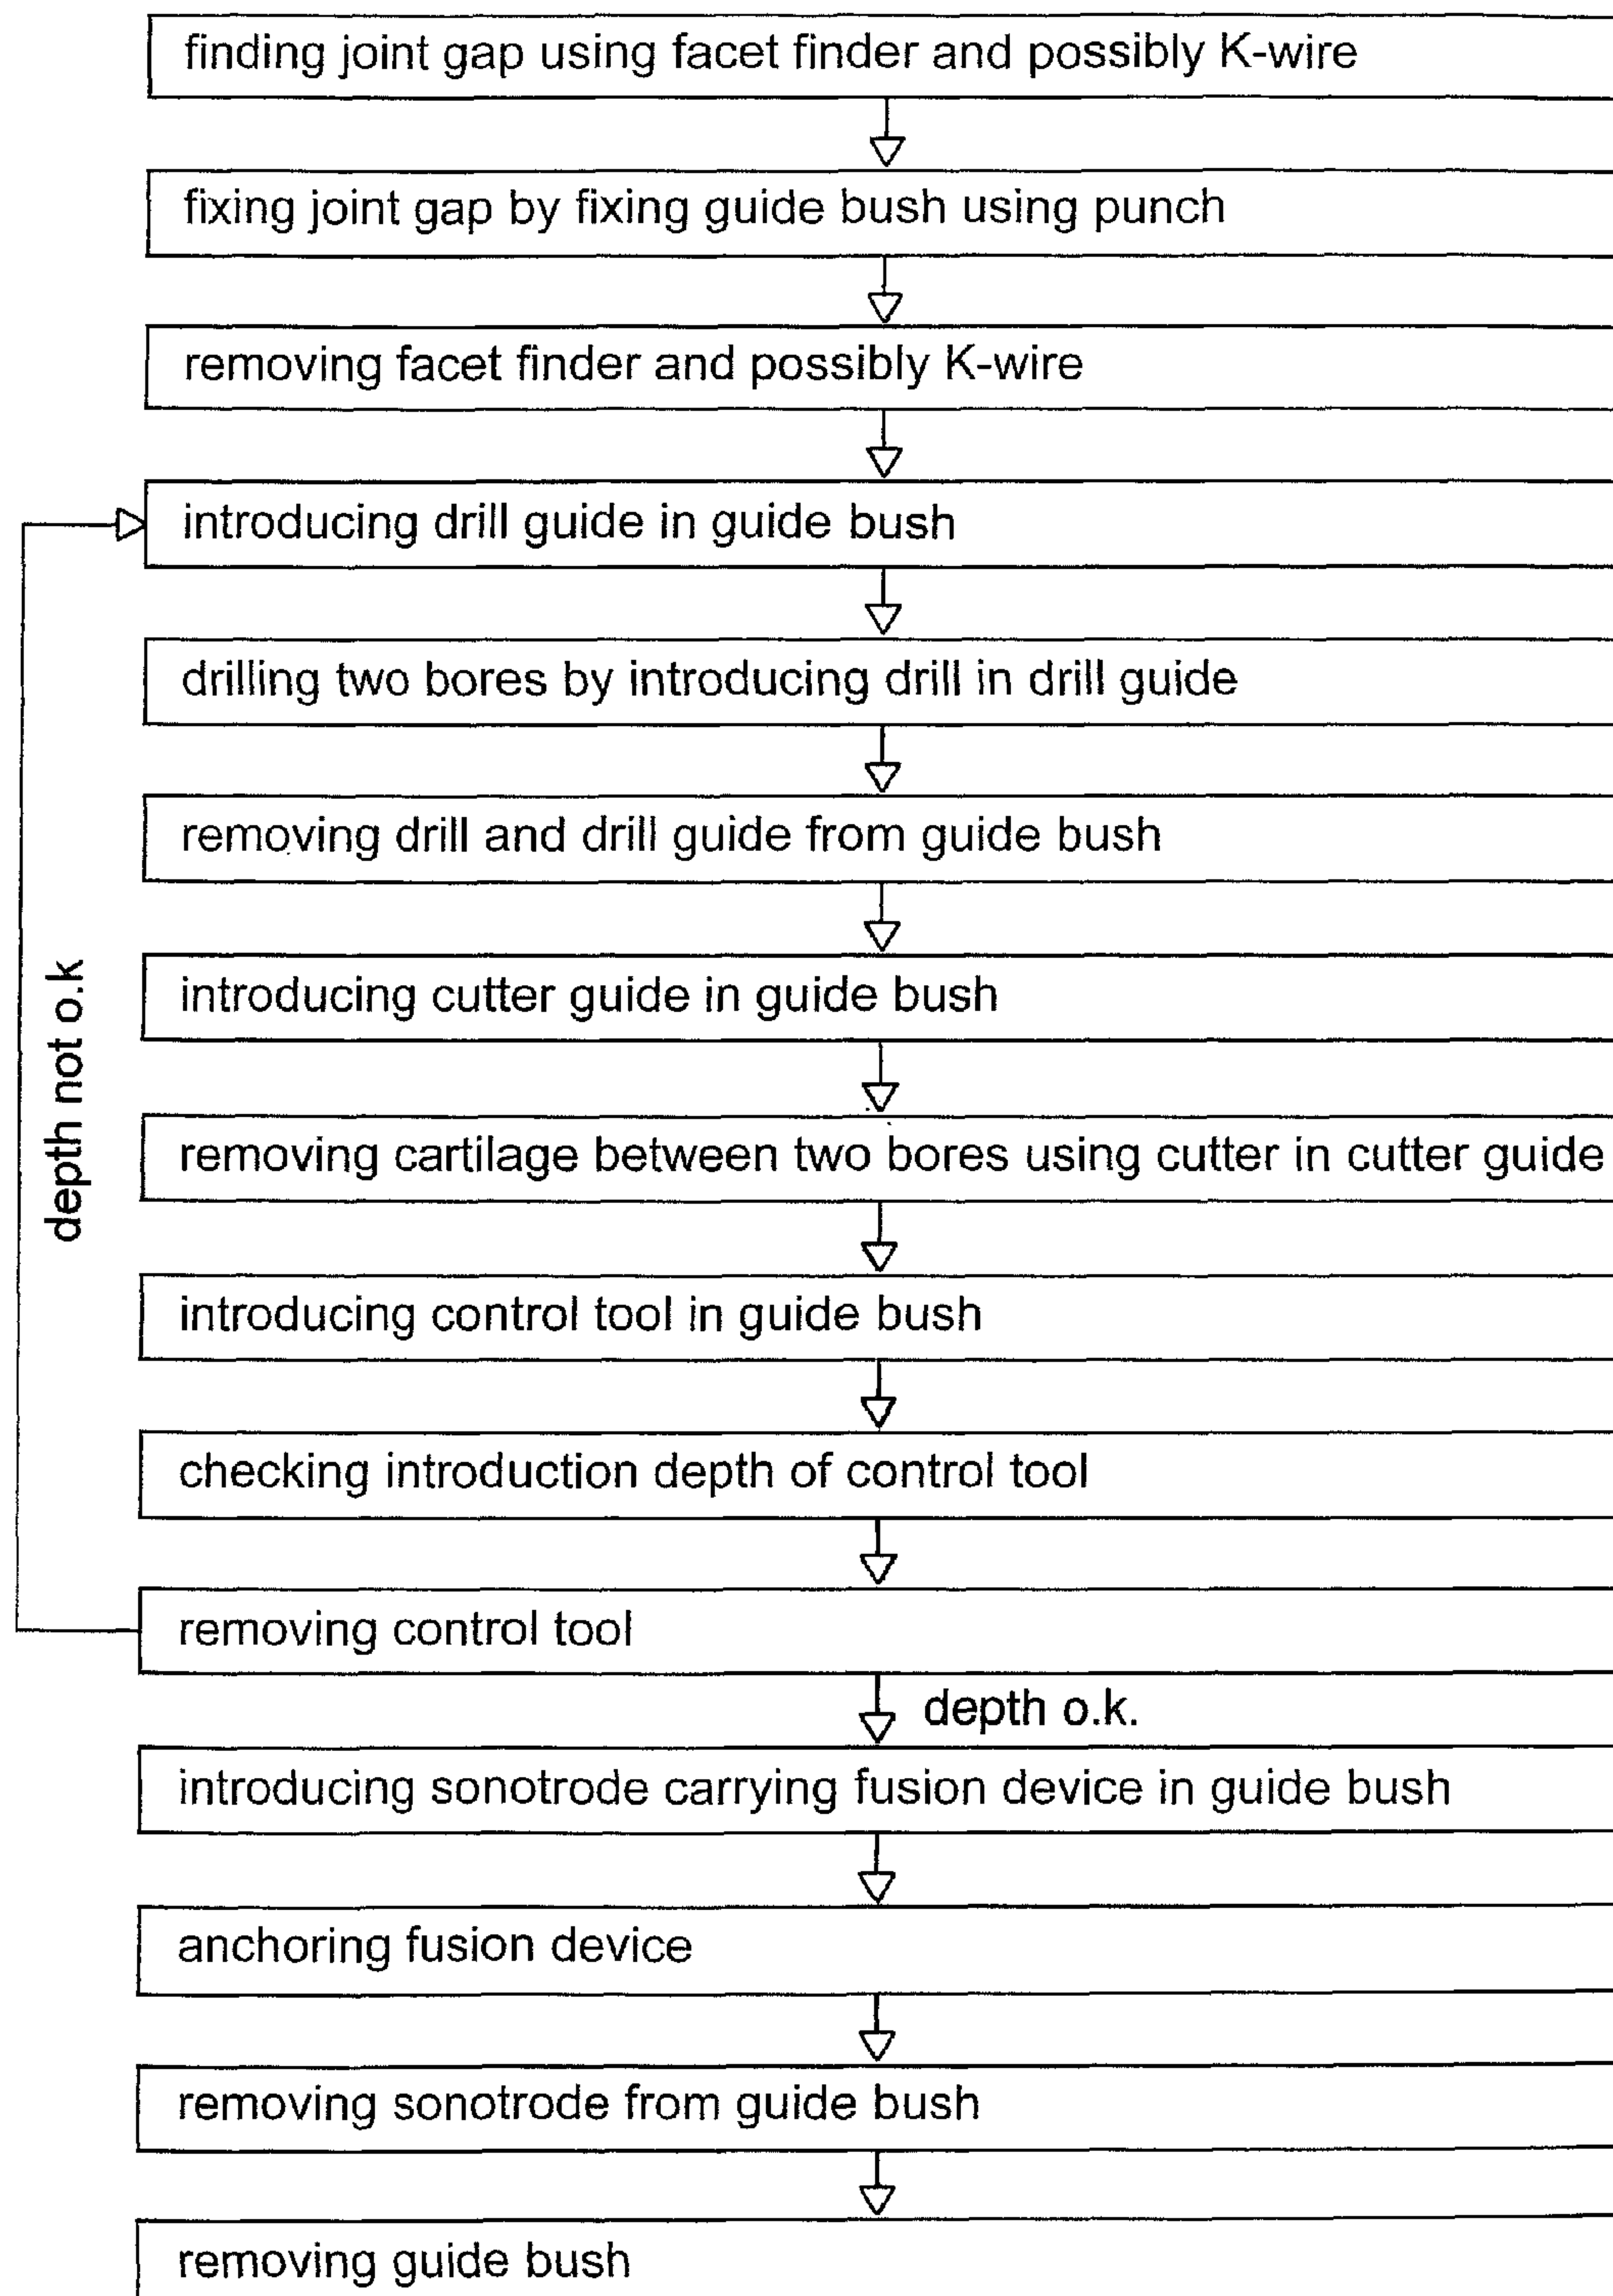 finding joint gap using facet finder and possibly K-wire
fixing joint gap by fixing guide bush using punch
removing facet finder and possibly K-wire
introducing drill guide in guide bush
drilling two bores by introducing drill in drill guide
removing drill and drill guide from guide bush
introducing cutter guide in guide bush
depth not o.k
removing cartilage between two bores using cutter in cutter guide
introducing control tool in guide bush
checking introduction depth of control tool
removing control tool
depth o.k.
introducing sonotrode carrying fusion device in guide bush
anchoring fusion device
removing sonotrode from guide bush
removing guide bush